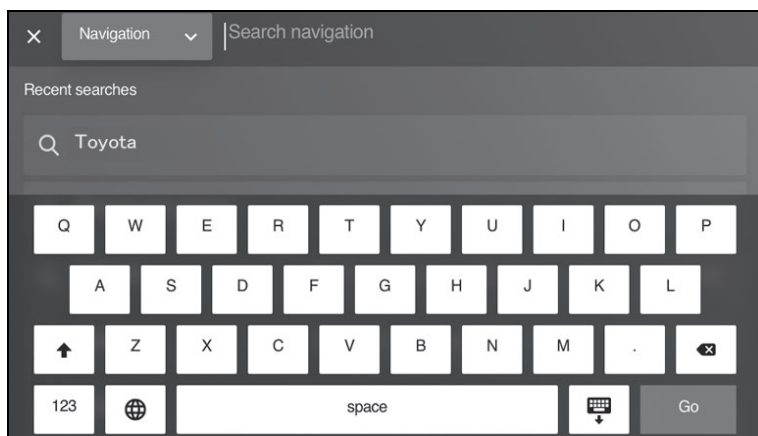 Navigation Search navigation
Recent searches
Toyota
Q W E R T Y U I O P
A S D F G H J K L
Z X C V B N M .
123 space Go